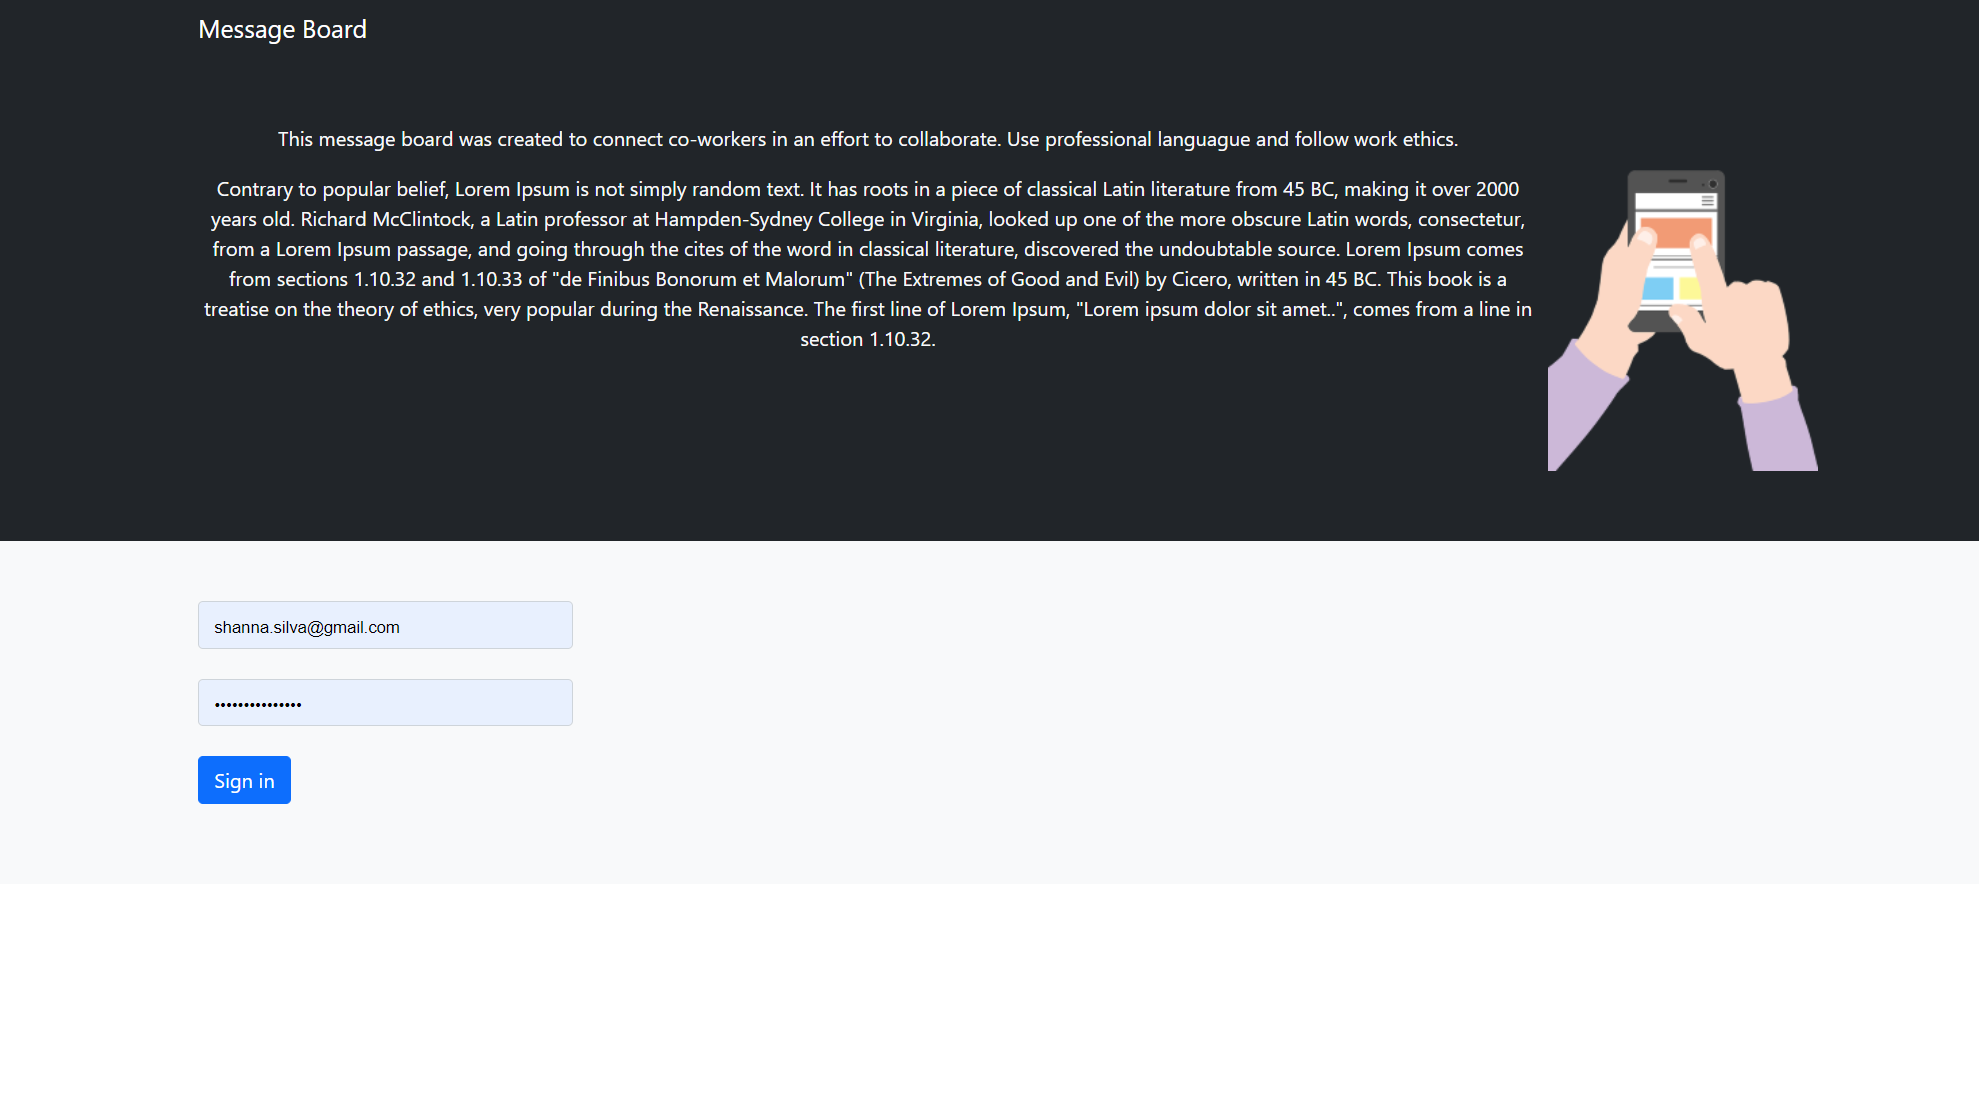 Message Board
This message board was created to connect co-workers in an effort to collaborate. Use professional languague and follow work ethics.
Contrary to popular belief, Lorem Ipsum is not simply random text. It has roots in a piece of classical Latin literature from 45 BC, making it over 2000
years old. Richard McClintock, a Latin professor at Hampden-Sydney College in Virginia, looked up one of the more obscure Latin words, consectetur,
from a Lorem Ipsum passage, and going through the cites of the word in classical literature, discovered the undoubtable source. Lorem Ipsum comes
from sections 1.10.32 and 1.10.33 of "de Finibus Bonorum et Malorum" (The Extremes of Good and Evil) by Cicero, written in 45 BC. This book is a
treatise on the theory of ethics, very popular during the Renaissance. The first line of Lorem Ipsum, "Lorem ipsum dolor sit amet..", comes from a line in
section 1.10.32.
shanna.silva@gmail.com
•••••••••••••••
Sign in